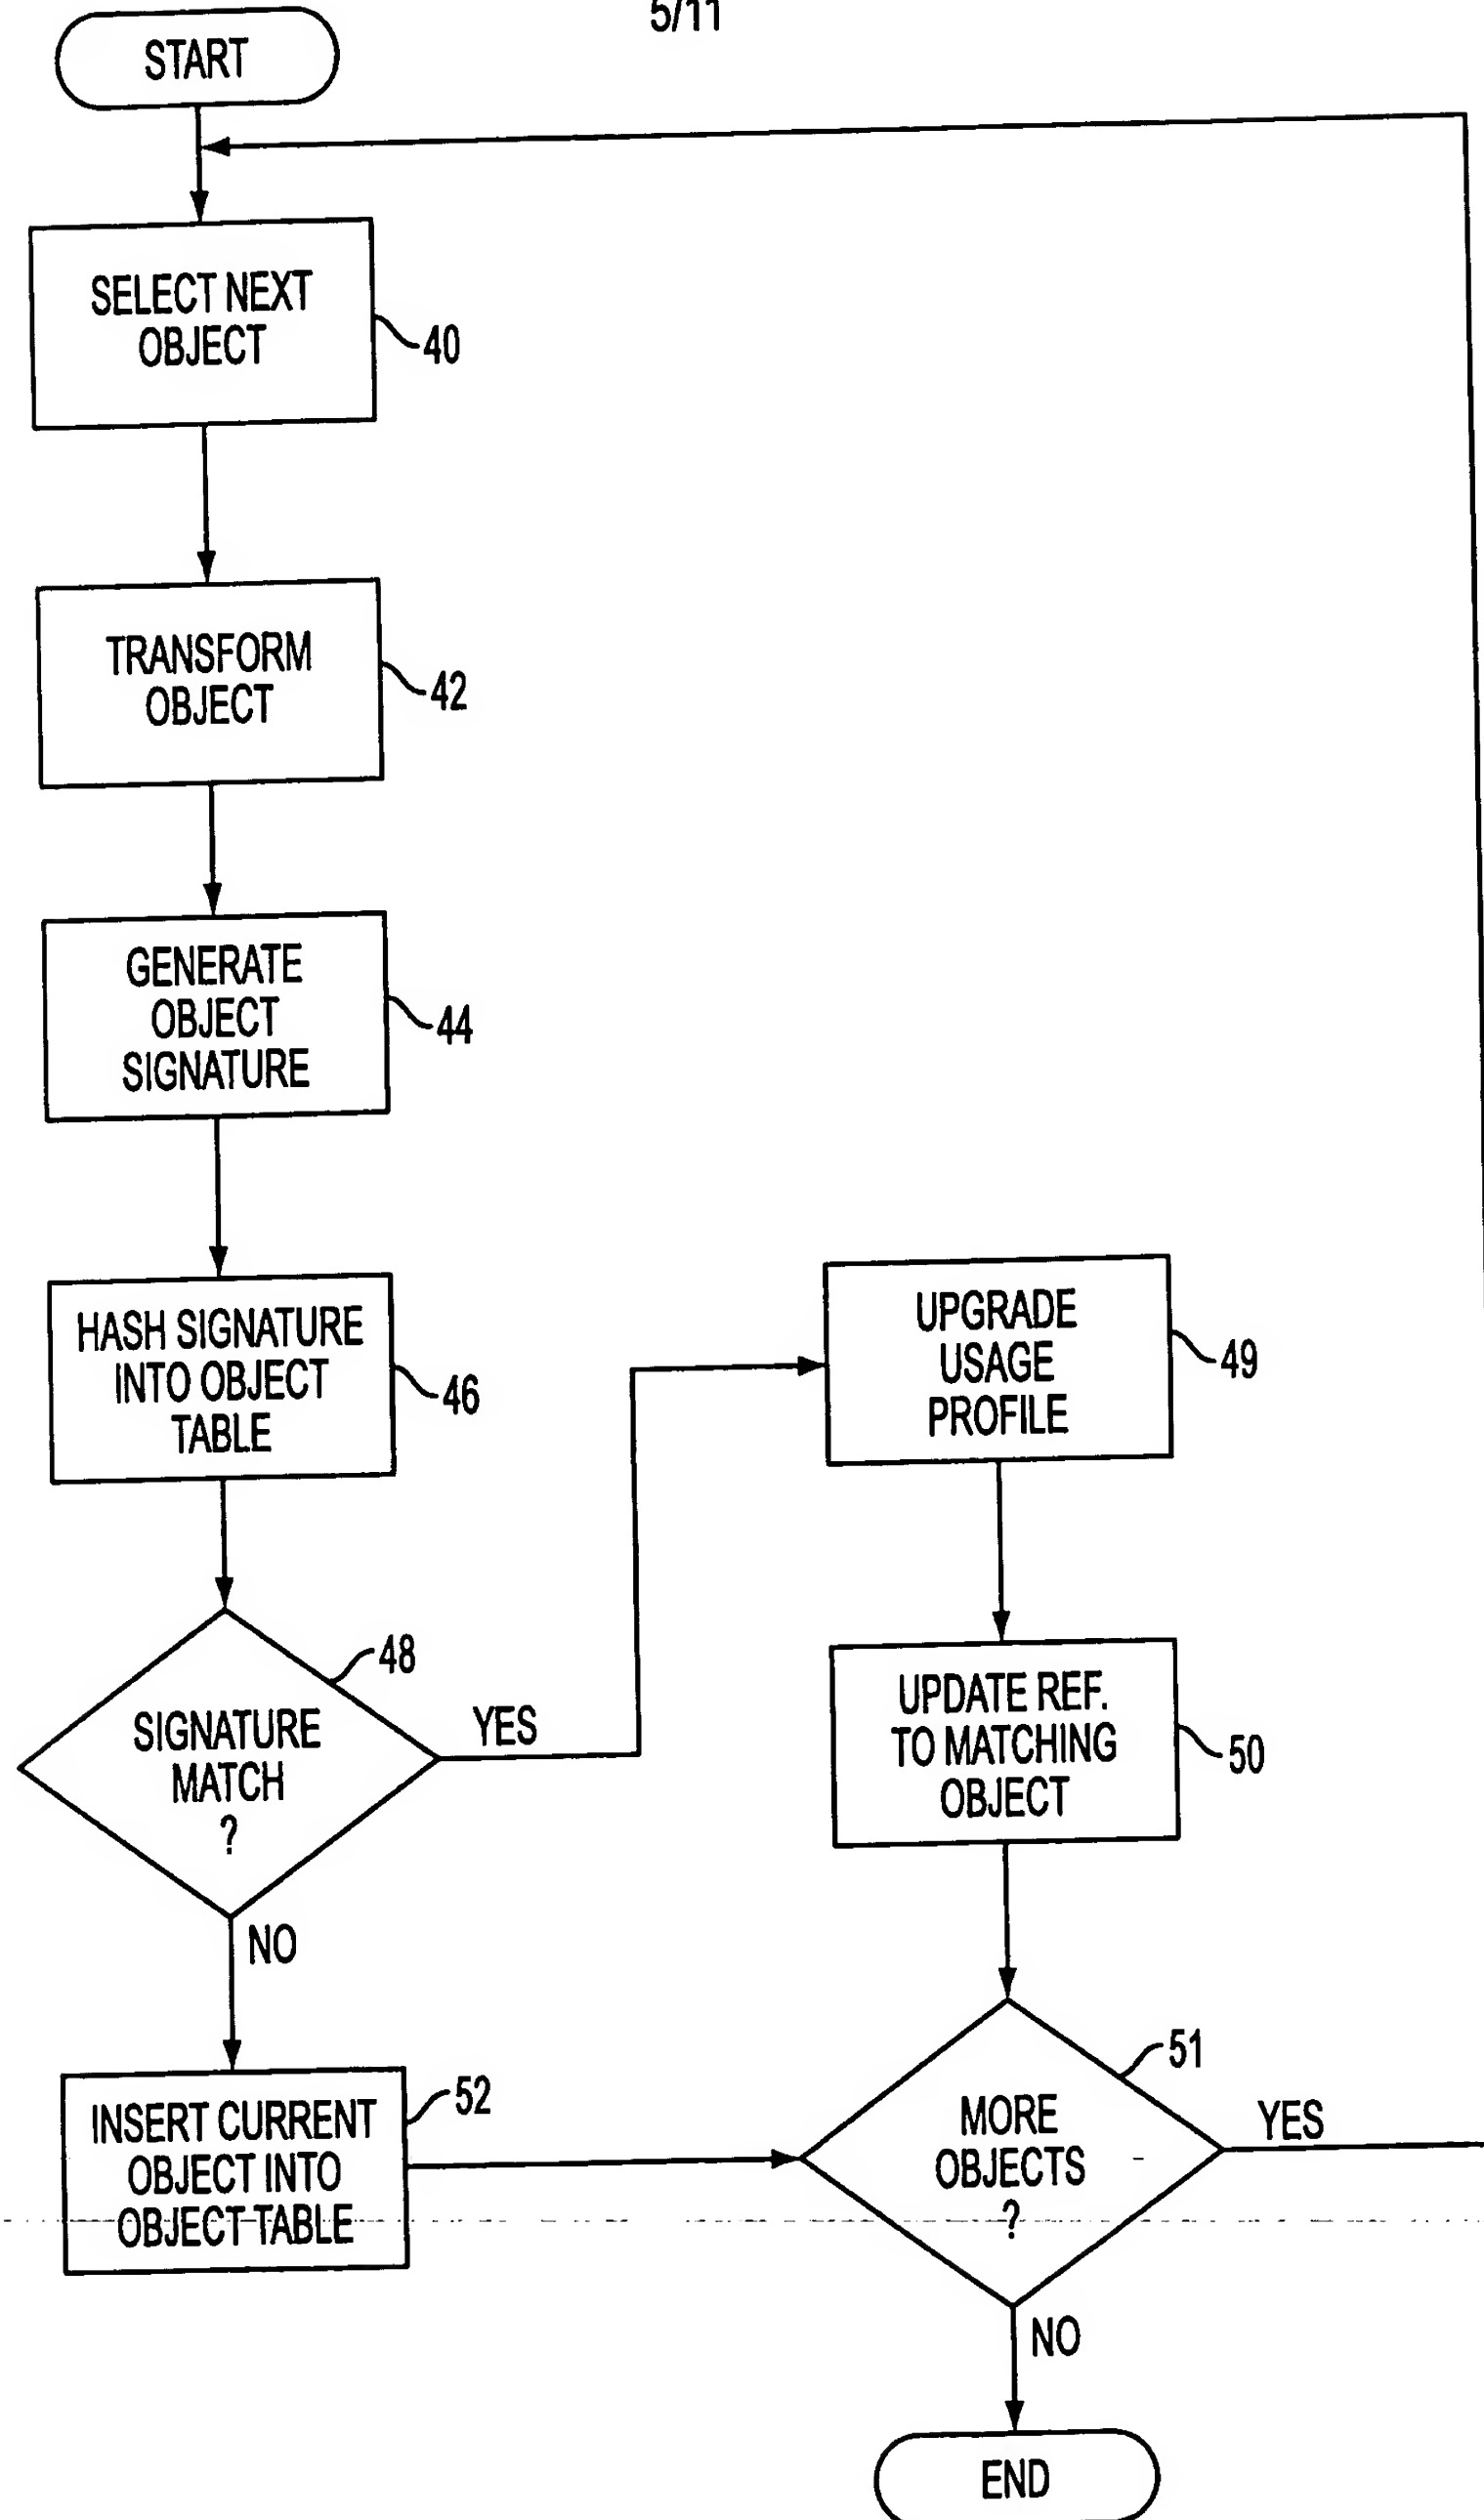 5/11
START
SELECT NEXT
OBJECT
40
TRANSFORM
OBJECT
42
GENERATE
OBJECT
SIGNATURE
44
HASH SIGNATURE
INTO OBJECT
TABLE
46
UPGRADE
USAGE
PROFILE
49
48
SIGNATURE
MATCH
?
YES
NO
UPDATE REF.
TO MATCHING
OBJECT
50
52
INSERT CURRENT
OBJECT INTO
OBJECT TABLE
51
MORE
OBJECTS
?
YES
NO
END